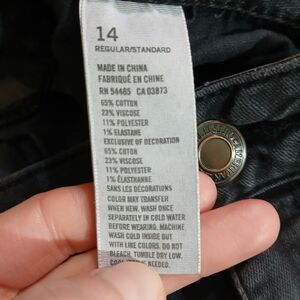 14
REGULAR/STANDARD
MADE IN CHINA
FABRIQUÉ EN CHINE
RN 54485 CA 03873
65% COTTON
23% VISCOSE
11% POLYESTER
1% ELASTANE
EXCLUSIVE OF DECORATION
65% COTON
23% VISCOSE
11% POLYESTER
1% ÉLASTHANNE
SANS LES DÉCORATIONS
COLOR MAY TRANSFER
WHEN NEW. WASH ONCE
SEPARATELY IN COLD WATER
BEFORE WEARING. MACHINE
WASH COLD INSIDE OUT
WITH LIKE COLORS. DO NOT
BLEACH. TUMBLE DRY LOW.
NEEDED.